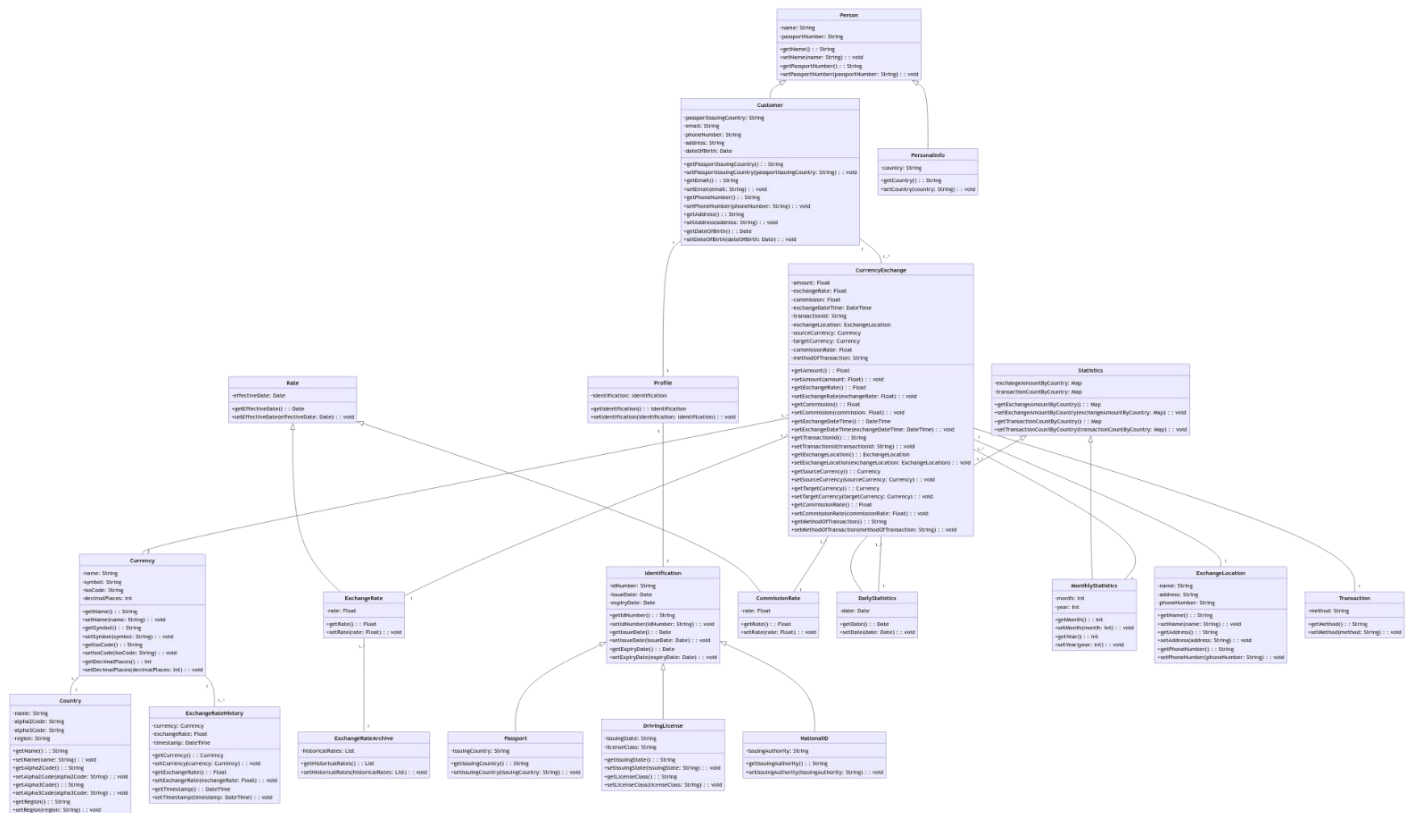 Person
-name: String
-passportNumber: String
+getName() : : String
+setName(name: String) : : void
+getPassportNumber() : : String
+setPassportNumber(passportNumber: String) : : void
Customer
-passportIssuingCountry: String
-email: String
-phoneNumber: String
-address: String
-dateOfBirth: Date
+getPassportIssuingCountry() : : String
+setPassportIssuingCountry(passportIssuingCountry: String) : : void
+getEmail() : : String
+setEmail(email: String) : : void
+getPhoneNumber() : : String
+setPhoneNumber(phoneNumber: String) : : void
+getAddress() : : String
+setAddress(address: String) : : void
+getDateOfBirth() : : Date
+setDateOfBirth(dateOfBirth: Date) : : void
PersonalInfo
-country: String
+getCountry() : : String
+setCountry(country: String) : : void
CurrencyExchange
-amount: Float
-exchangeRate: Float
-commission: Float
-exchangeDateTime: DateTime
-transactionId: String
-exchangeLocation: ExchangeLocation
-sourceCurrency: Currency
-targetCurrency: Currency
-commissionRate: Float
-methodOfTransaction: String
+getAmount() : : Float
+setAmount(amount: Float) : : void
+getExchangeRate() : : Float
+setExchangeRate(exchangeRate: Float) : : void
+getCommission() : : Float
+setCommission(commission: Float) : : void
+getExchangeDateTime() : : DateTime
+setExchangeDateTime(exchangeDateTime: DateTime) : : void
+getTransactionId() : : String
+setTransactionId(transactionId: String) : : void
+getExchangeLocation() : : ExchangeLocation
+setExchangeLocation(exchangeLocation: ExchangeLocation) : : void
+getSourceCurrency() : : Currency
+setSourceCurrency(sourceCurrency: Currency) : : void
+getTargetCurrency() : : Currency
+setTargetCurrency(targetCurrency: Currency) : : void
+getCommissionRate() : : Float
+setCommissionRate(commissionRate: Float) : : void
+getMethodOfTransaction() : : String
+setMethodOfTransaction(methodOfTransaction: String) : : void
Rate
-effectiveDate: Date
+getEffectiveDate() : : Date
+setEffectiveDate(effectiveDate: Date) : : void
Profile
-identification: Identification
+getIdentification() : : Identification
+setIdentification(identification: Identification) : : void
Statistics
-exchangeAmountByCountry: Map
-transactionCountByCountry: Map
+getExchangeAmountByCountry() : : Map
+setExchangeAmountByCountry(exchangeAmountByCountry: Map) : : void
+getTransactionCountByCountry() : : Map
+setTransactionCountByCountry(transactionCountByCountry: Map) : : void
Currency
-name: String
-symbol: String
-isoCode: String
-decimalPlaces: Int
+getName() : : String
+setName(name: String) : : void
+getSymbol() : : String
+setSymbol(symbol: String) : : void
+getIsoCode() : : String
+setIsoCode(isoCode: String) : : void
+getDecimalPlaces() : : Int
+setDecimalPlaces(decimalPlaces: Int) : : void
ExchangeRate
-rate: Float
+getRate() : : Float
+setRate(rate: Float) : : void
Identification
-idNumber: String
-issueDate: Date
-expiryDate: Date
+getIdNumber() : : String
+setIdNumber(idNumber: String) : : void
+getIssueDate() : : Date
+setIssueDate(issueDate: Date) : : void
+getExpiryDate() : : Date
+setExpiryDate(expiryDate: Date) : : void
CommissionRate
-rate: Float
+getRate() : : Float
+setRate(rate: Float) : : void
DailyStatistics
-date: Date
+getDate() : : Date
+setDate(date: Date) : : void
MonthlyStatistics
-month: Int
-year: Int
+getMonth() : : Int
+setMonth(month: Int) : : void
+getYear() : : Int
+setYear(year: Int) : : void
ExchangeLocation
-name: String
-address: String
-phoneNumber: String
+getName() : : String
+setName(name: String) : : void
+getAddress() : : String
+setAddress(address: String) : : void
+getPhoneNumber() : : String
+setPhoneNumber(phoneNumber: String) : : void
Transaction
-method: String
+getMethod() : : String
+setMethod(method: String) : : void
Country
-name: String
-alpha2Code: String
-alpha3Code: String
-region: String
+getName() : : String
+setName(name: String) : : void
+getAlpha2Code() : : String
+setAlpha2Code(alpha2Code: String) : : void
+getAlpha3Code() : : String
+setAlpha3Code(alpha3Code: String) : : void
+getRegion() : : String
+setRegion(region: String) : : void
ExchangeRateHistory
-currency: Currency
-exchangeRate: Float
-timestamp: DateTime
+getCurrency() : : Currency
+setCurrency(currency: Currency) : : void
+getExchangeRate() : : Float
+setExchangeRate(exchangeRate: Float) : : void
+getTimestamp() : : DateTime
+setTimestamp(timestamp: DateTime) : : void
ExchangeRateArchive
-historicalRates: List
+getHistoricalRates() : : List
+setHistoricalRates(historicalRates: List) : : void
Passport
-issuingCountry: String
+getIssuingCountry() : : String
+setIssuingCountry(issuingCountry: String) : : void
DrivingLicense
-issuingState: String
-licenseClass: String
+getIssuingState() : : String
+setIssuingState(issuingState: String) : : void
+getLicenseClass() : : String
+setLicenseClass(licenseClass: String) : : void
NationalID
-issuingAuthority: String
+getIssuingAuthority() : : String
+setIssuingAuthority(issuingAuthority: String) : : void